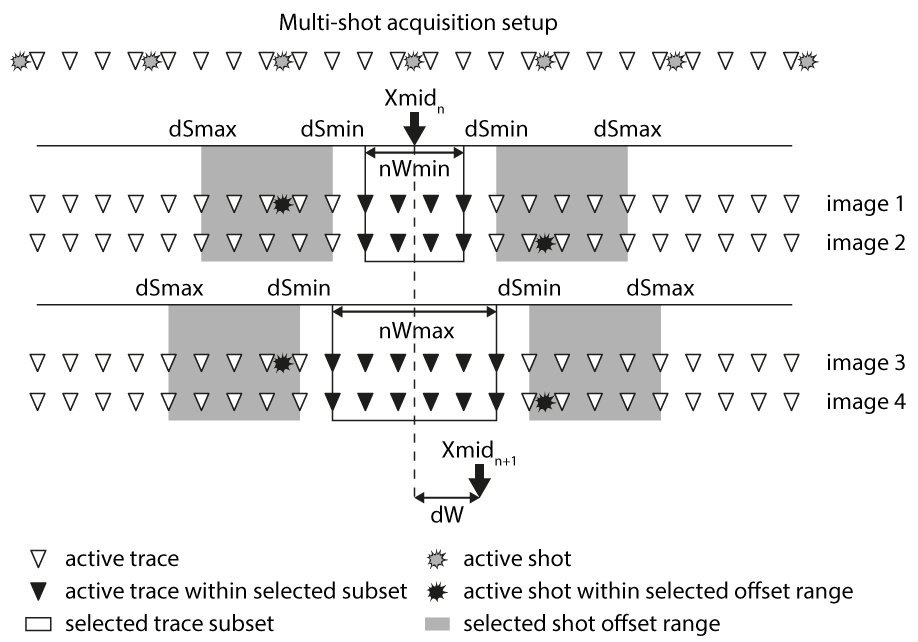 Multi-shot acquisition setup
Xmidₙ
dSmax dSmin dSmin dSmax
nWmin
image 1
image 2
dSmax dSmin dSmin dSmax
nWmax
image 3
image 4
Xmidₙ₊₁
dW
active trace active shot
active trace within selected subset active shot within selected offset range
selected trace subset selected shot offset range